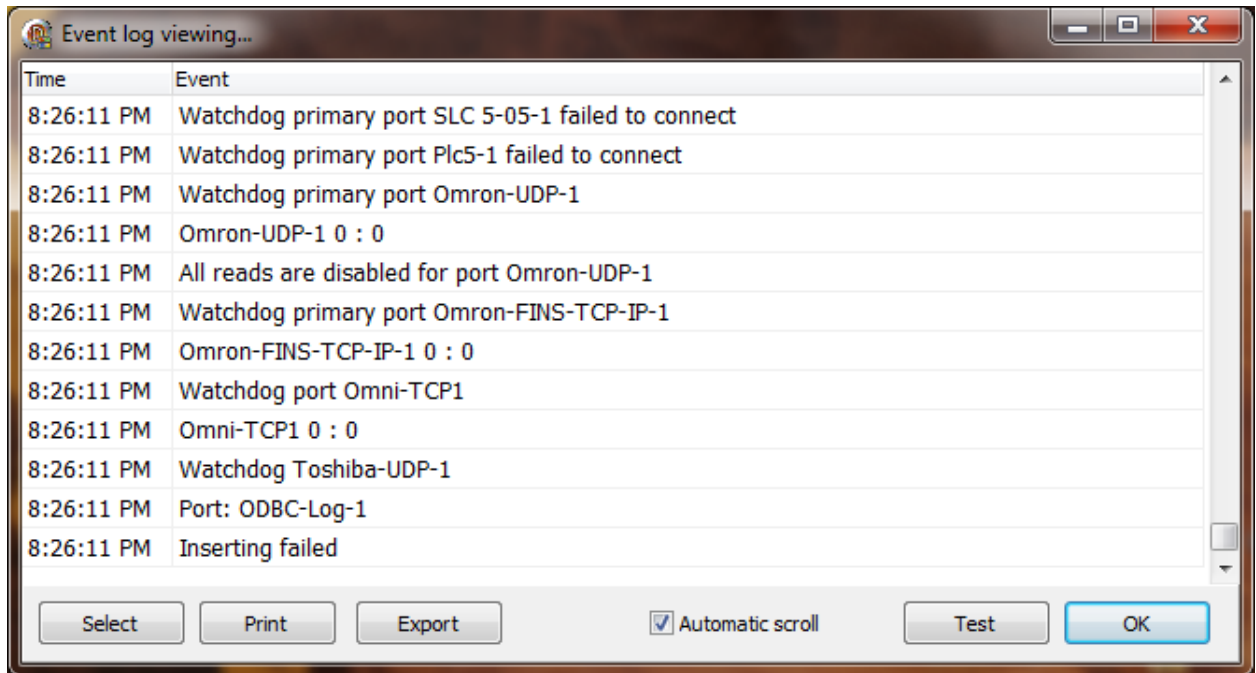 Event log viewing...
Time Event
8:26:11 PM Watchdog primary port SLC 5-05-1 failed to connect
8:26:11 PM Watchdog primary port Plc5-1 failed to connect
8:26:11 PM Watchdog primary port Omron-UDP-1
8:26:11 PM Omron-UDP-1 0 : 0
8:26:11 PM All reads are disabled for port Omron-UDP-1
8:26:11 PM Watchdog primary port Omron-FINS-TCP-IP-1
8:26:11 PM Omron-FINS-TCP-IP-1 0 : 0
8:26:11 PM Watchdog port Omni-TCP1
8:26:11 PM Omni-TCP1 0 : 0
8:26:11 PM Watchdog Toshiba-UDP-1
8:26:11 PM Port: ODBC-Log-1
8:26:11 PM Inserting failed
Select Print Export Automatic scroll Test OK